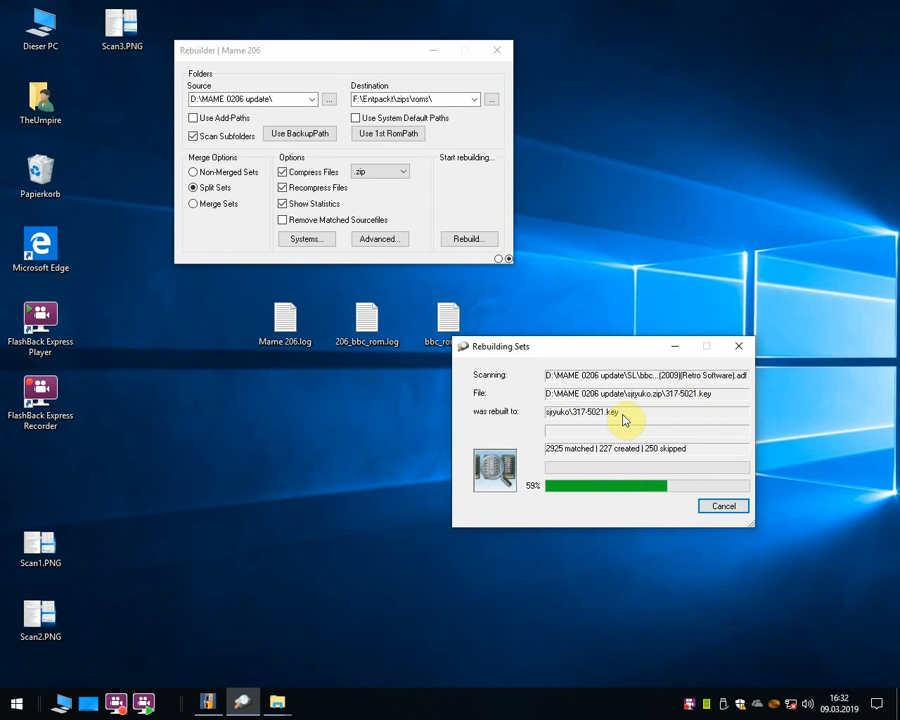 Dieser PC
Scan3.PNG
TheUmpire
Papierkorb
Microsoft Edge
FlashBack Express
Player
FlashBack Express
Recorder
Scan1.PNG
Scan2.PNG
Rebuilder | Mame 206
Folders
Source
Destination
D:\MAME 0206 update\
...
F:\Entpackt\zips\roms\
...
Use Add-Paths
Use System Default Paths
Scan Subfolders
Use BackupPath
Use 1st RomPath
Merge Options
Options
Start rebuilding...
Non-Merged Sets
Compress Files
.zip
Split Sets
Recompress Files
Merge Sets
Show Statistics
Remove Matched Sourcefiles
Systems...
Advanced...
Rebuild...
Mame 206.log
206_bbc_rom.log
Rebuilding Sets
Scanning:
D:\MAME 0206 update\SL\bbc...(2009)(Retro Software).adf
File:
D:\MAME 0206 update\sjryuko.zip\317-5021.key
was rebuilt to:
sjryuko\317-5021.key
2925 matched | 227 created | 250 skipped
59%
Cancel
16:32
09.03.2019